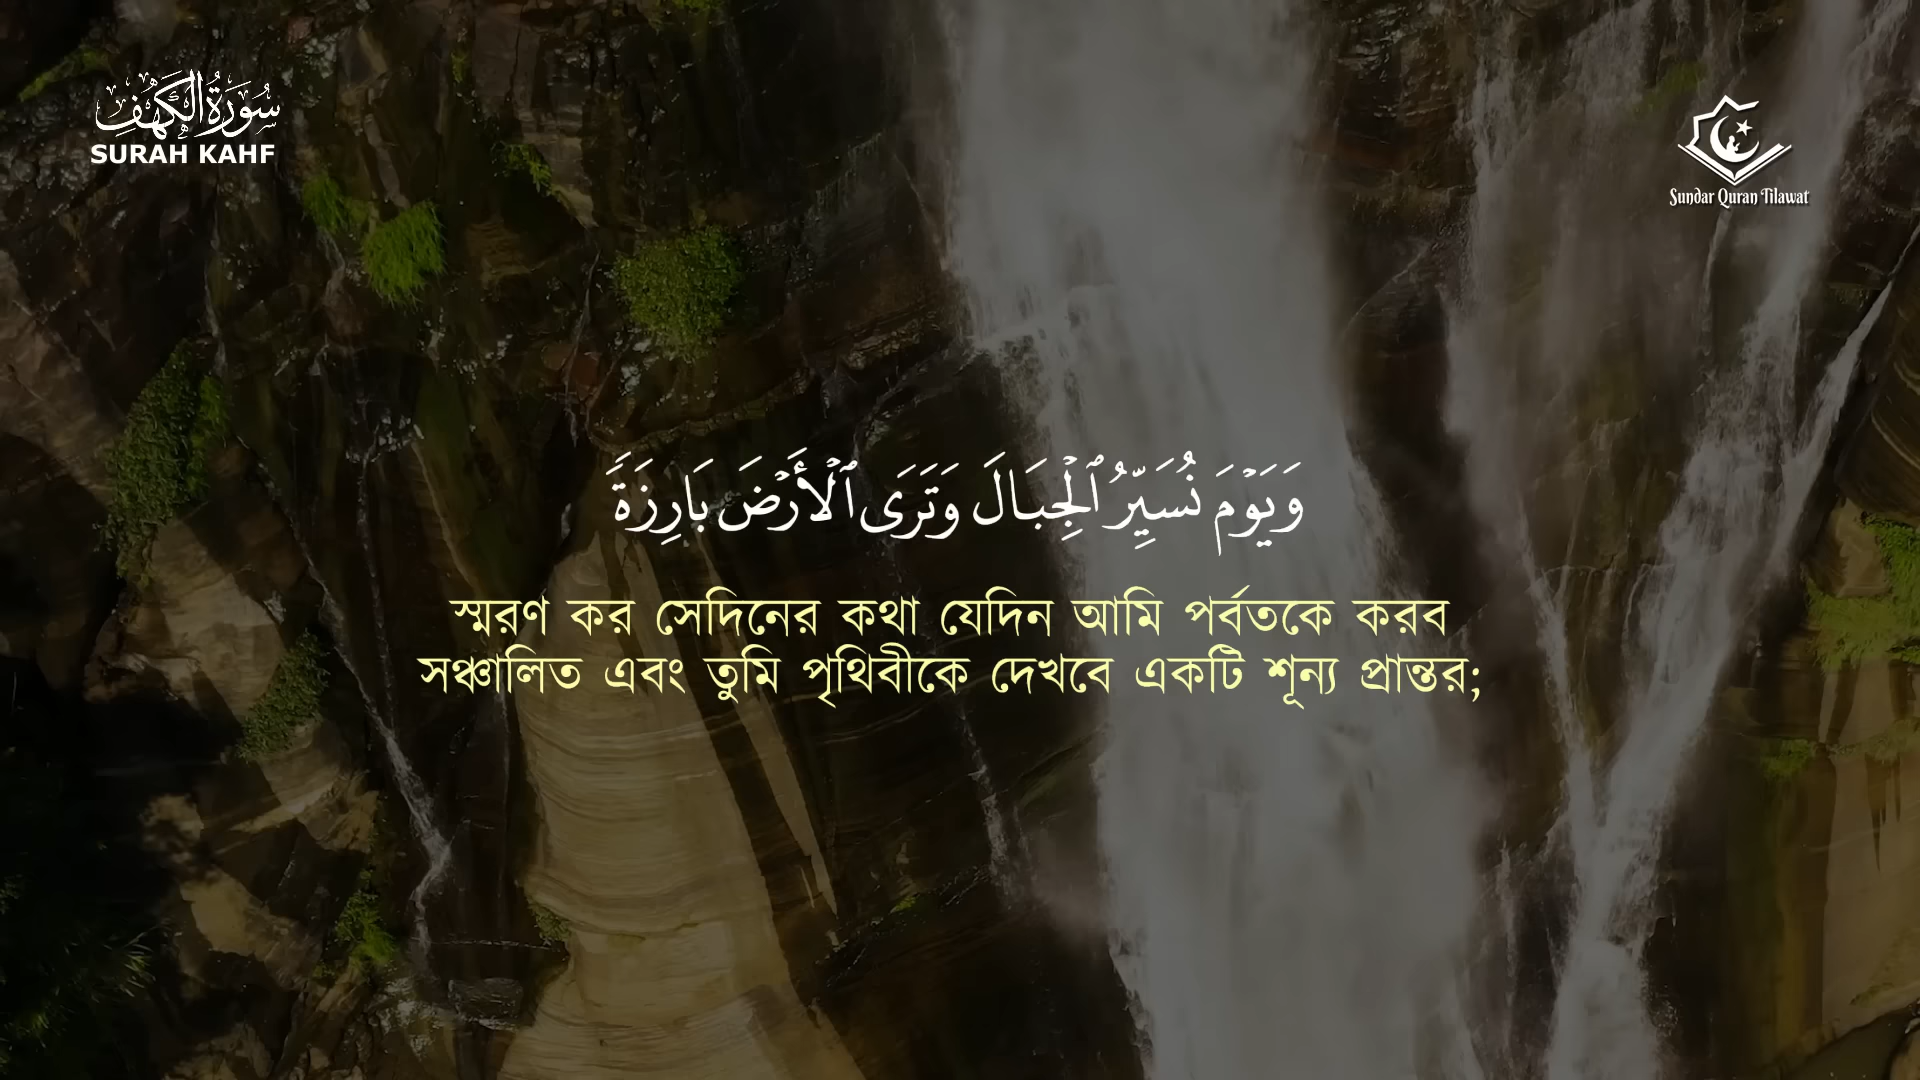 سُورَةُ الْكَهْفِ
SURAH KAHF
Sundar Quran Tilawat
وَيَوْمَ نُسَيِّرُ ٱلْجِبَالَ وَتَرَى ٱلْأَرْضَ بَارِزَةً
স্মরণ কর সেদিনের কথা যেদিন আমি পর্বতকে করব
সঞ্চালিত এবং তুমি পৃথিবীকে দেখবে একটি শূন্য প্রান্তর;